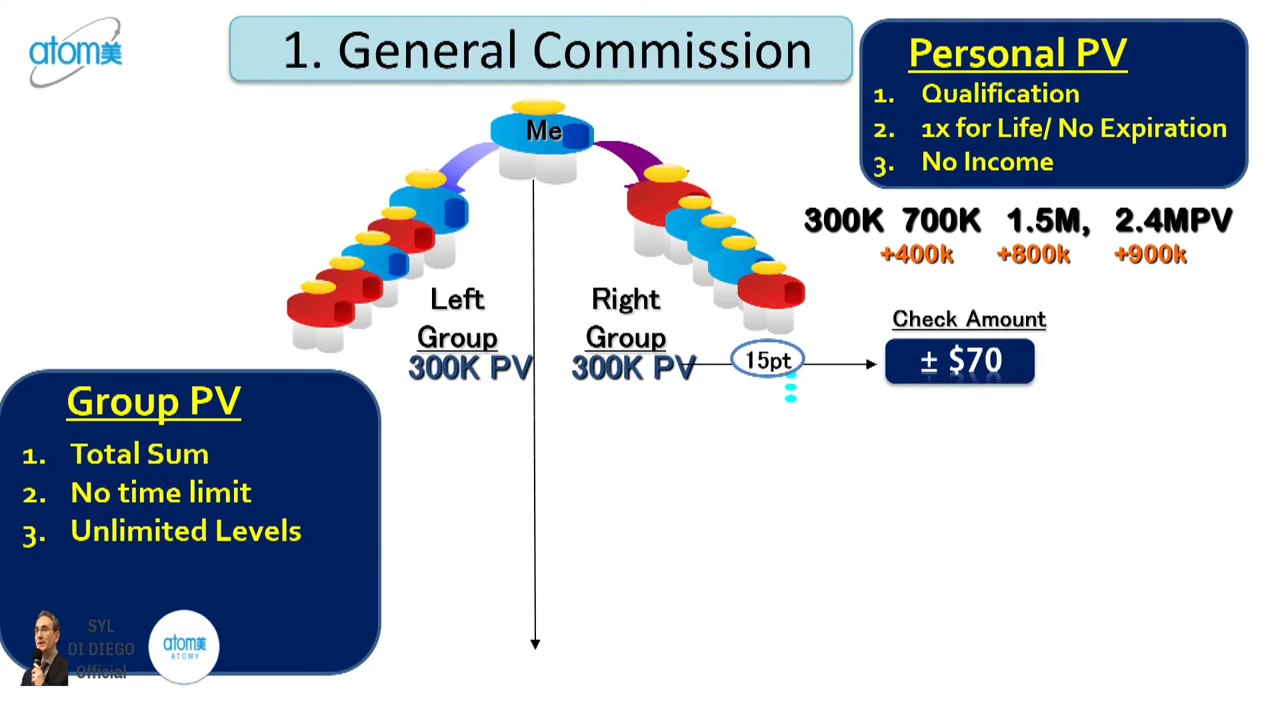 atom美
1. General Commission
Personal PV
1. Qualification
2. 1x for Life/ No Expiration
3. No Income
Me
300K 700K 1.5M, 2.4MPV
+400k +800k +900k
Left
Group
300K PV
Right
Group
300K PV
15pt
Check Amount
± $70
Group PV
1. Total Sum
2. No time limit
3. Unlimited Levels
SYL
DI DIEGO
Official
atom美
ATOMY